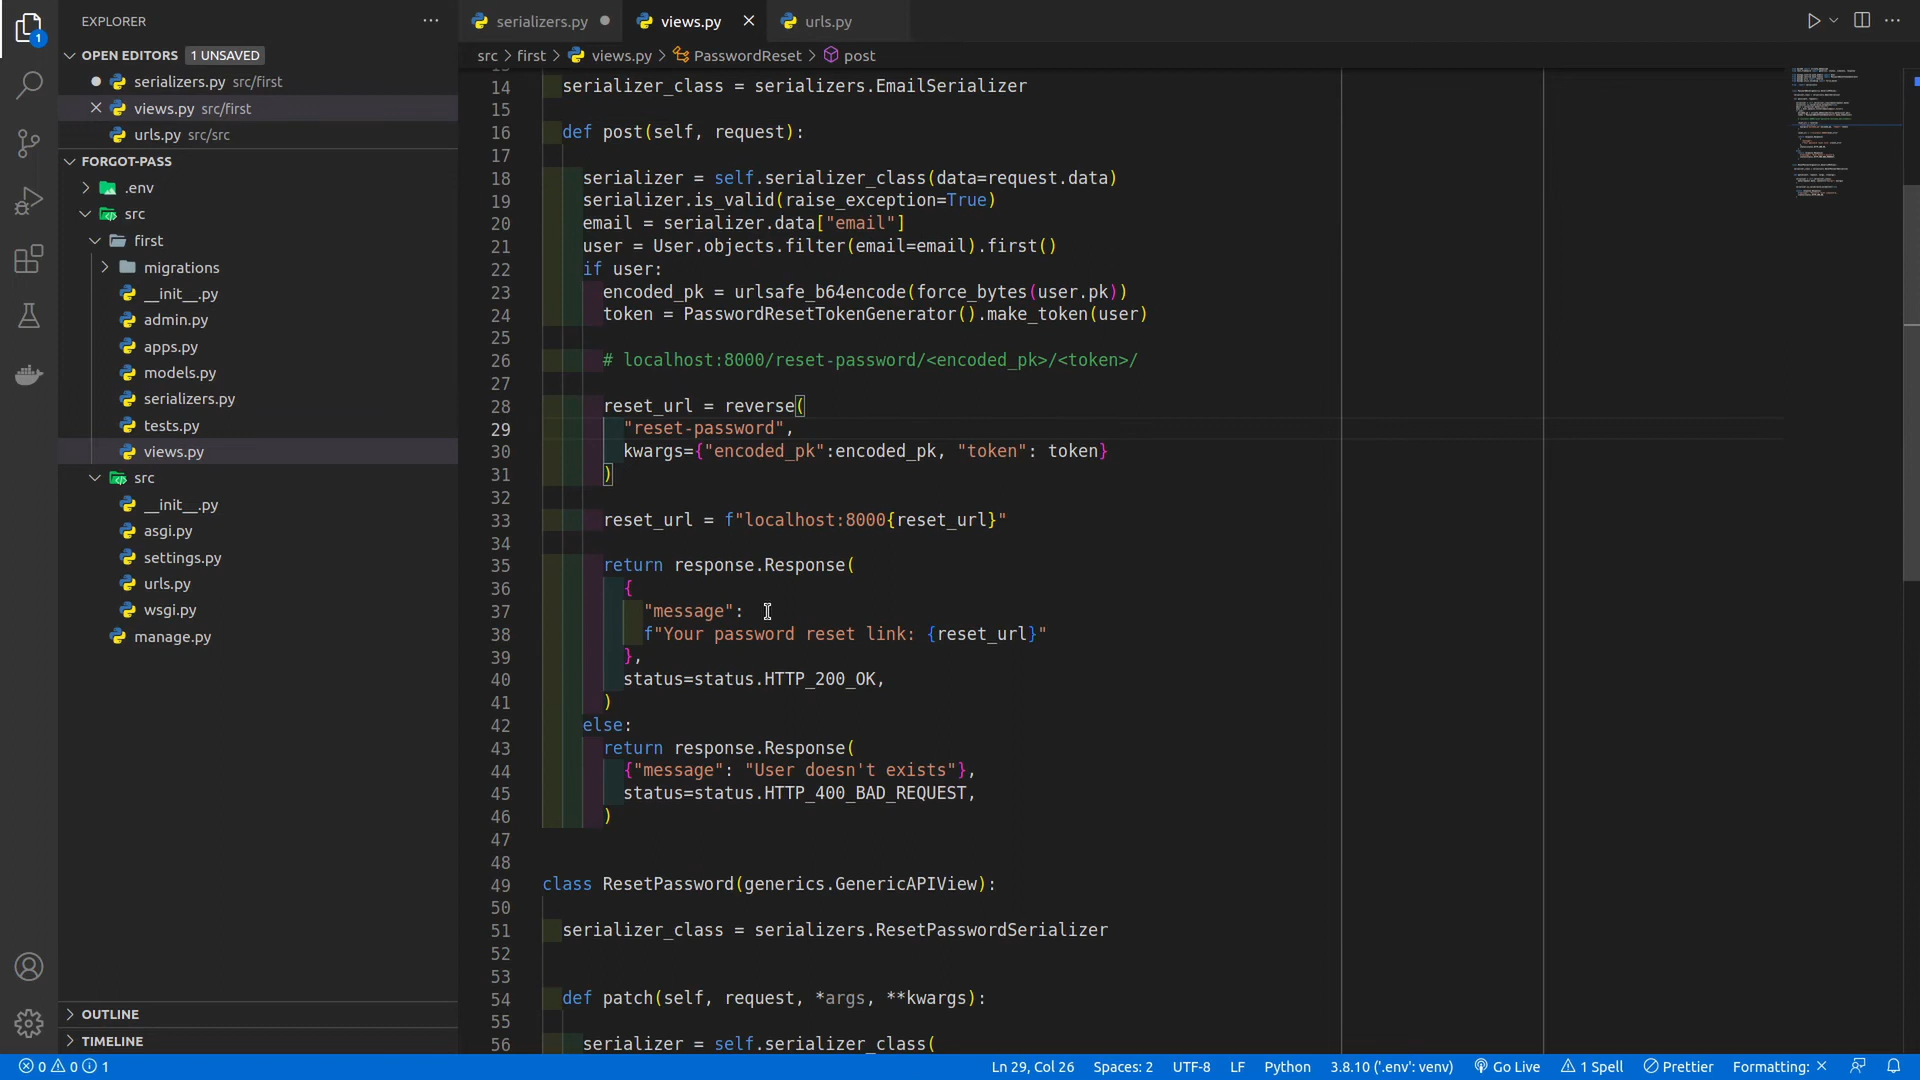 EXPLORER
OPEN EDITORS 1 UNSAVED
serializers.py src/first
views.py src/first
urls.py src/src
FORGOT-PASS
.env
src
first
migrations
__init__.py
admin.py
apps.py
models.py
serializers.py
tests.py
views.py
src
__init__.py
asgi.py
settings.py
urls.py
wsgi.py
manage.py
OUTLINE
TIMELINE
1
serializers.py views.py urls.py
src > first > views.py > PasswordReset > post
14 serializer_class = serializers.EmailSerializer
15
16 def post(self, request):
17
18 serializer = self.serializer_class(data=request.data)
19 serializer.is_valid(raise_exception=True)
20 email = serializer.data["email"]
21 user = User.objects.filter(email=email).first()
22 if user:
23 encoded_pk = urlsafe_b64encode(force_bytes(user.pk))
24 token = PasswordResetTokenGenerator().make_token(user)
25
26 # localhost:8000/reset-password/<encoded_pk>/<token>/
27
28 reset_url = reverse(
29 "reset-password",
30 kwargs={"encoded_pk":encoded_pk, "token": token}
31 )
32
33 reset_url = f"localhost:8000{reset_url}"
34
35 return response.Response(
36 {
37 "message":
38 f"Your password reset link: {reset_url}"
39 },
40 status=status.HTTP_200_OK,
41 )
42 else:
43 return response.Response(
44 {"message": "User doesn't exists"},
45 status=status.HTTP_400_BAD_REQUEST,
46 )
47
48
49 class ResetPassword(generics.GenericAPIView):
50
51 serializer_class = serializers.ResetPasswordSerializer
52
53
54 def patch(self, request, *args, **kwargs):
55
56 serializer = self.serializer_class(
0 0 1 Ln 29, Col 26 Spaces: 2 UTF-8 LF Python 3.8.10 ('.env': venv) Go Live 1 Spell Prettier Formatting: ×